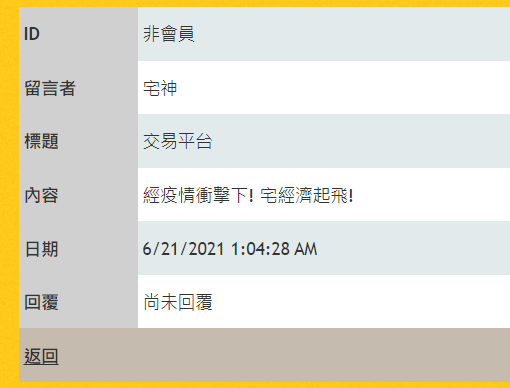 ID 非會員
留言者 宅神
標題 交易平台
內容 經疫情衝擊下! 宅經濟起飛!
日期 6/21/2021 1:04:28 AM
回覆 尚未回覆
返回